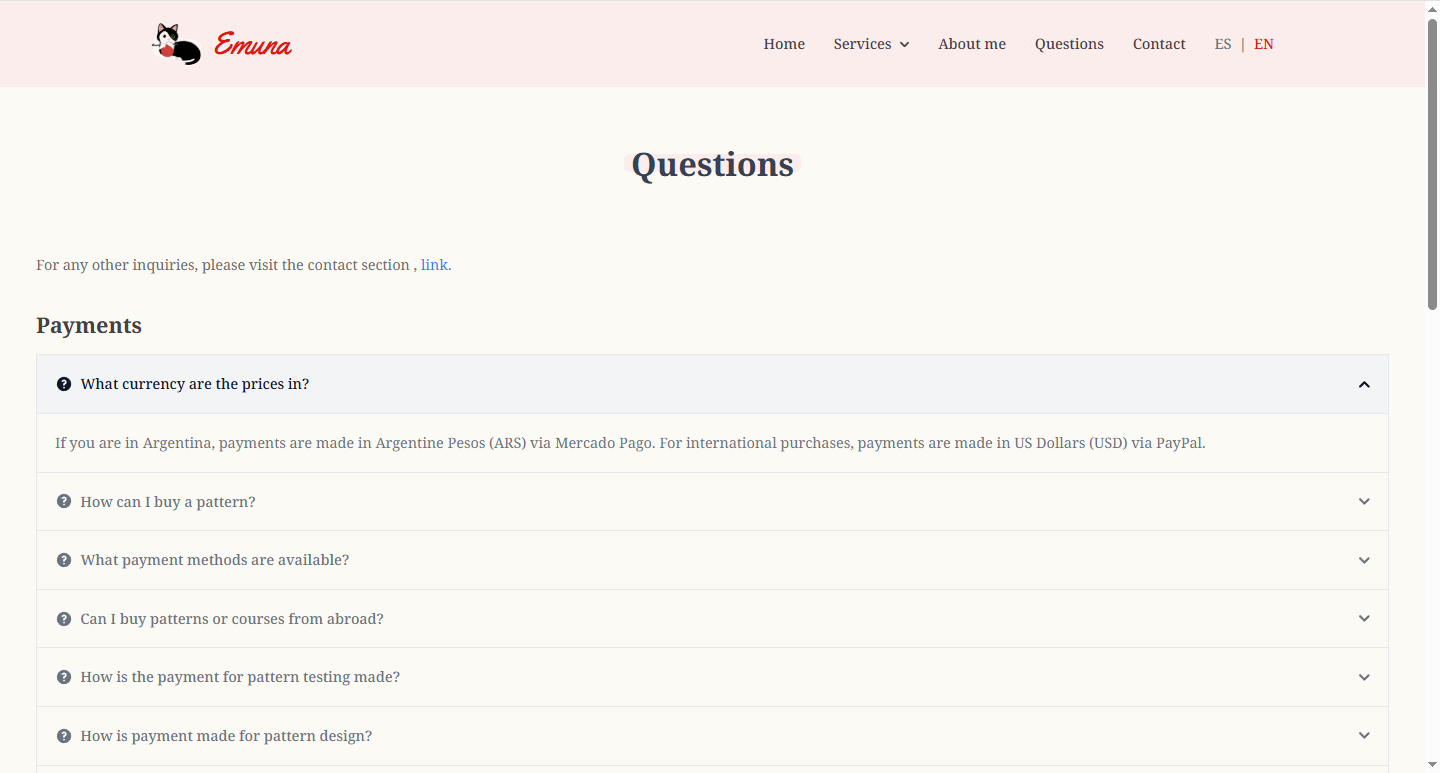 Emuna
Home Services About me Questions Contact ES | EN
Questions
For any other inquiries, please visit the contact section , link.
Payments
What currency are the prices in?
If you are in Argentina, payments are made in Argentine Pesos (ARS) via Mercado Pago. For international purchases, payments are made in US Dollars (USD) via PayPal.
How can I buy a pattern?
What payment methods are available?
Can I buy patterns or courses from abroad?
How is the payment for pattern testing made?
How is payment made for pattern design?